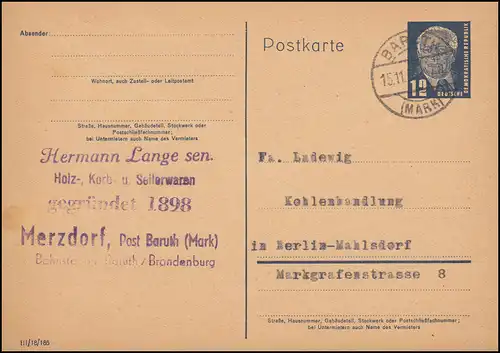 Absender:
Wohnort, auch Zustell- oder Leitpostamt
Straße, Hausnummer, Gebäudeteil, Stockwerk oder
Postschließfachnummer;
bei Untermietern auch Name des Vermieters
Hermann Lange sen.
Holz-, Korb- u. Seilerwaren
gegründet 1898
Merzdorf, Post Baruth (Mark)
Baruth / Brandenburg
III/18/185
Postkarte
15.11.
(MARK)
12
DEUTSCHE
DEMOKRATISCHE REPUBLIK
Fa. Ladewig
Kohlenhandlung
in Berlin-Mahlsdorf
Markgrafenstrasse 8
Straße, Hausnummer, Gebäudeteil, Stockwerk oder Postschließfachnummer;
bei Untermietern auch Name des Vermieters